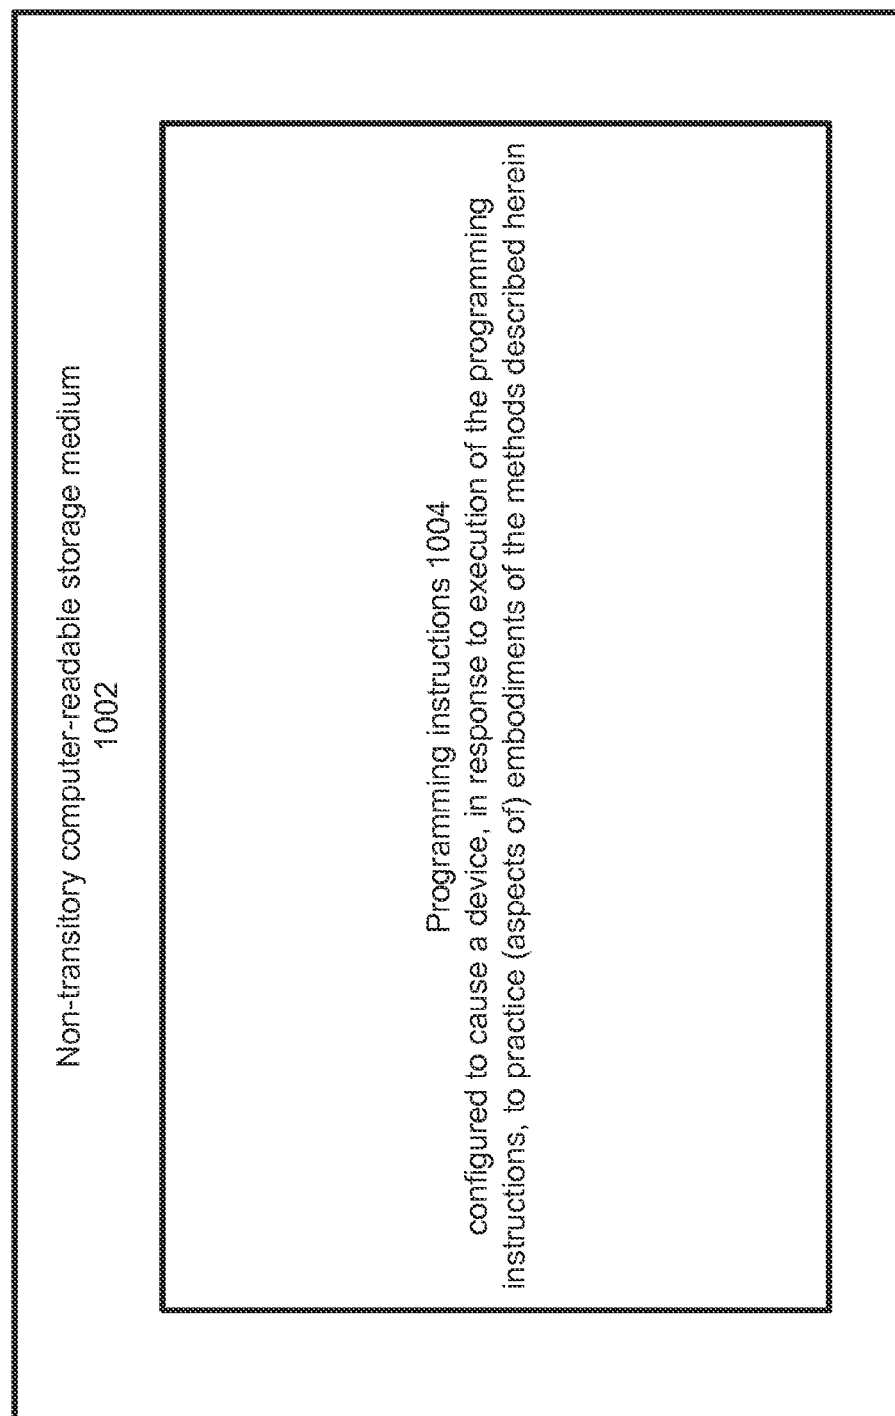 Non-transitory computer-readable storage medium
1002
Programming instructions 1004
configured to cause a device, in response to execution of the programming
instructions, to practice (aspects of) embodiments of the methods described herein